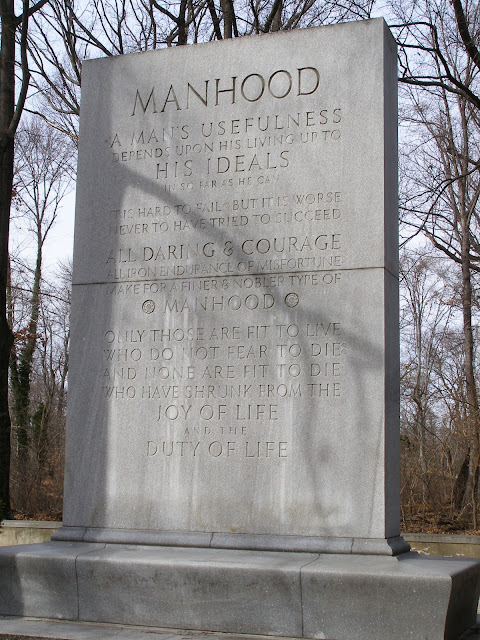 MANHOOD
A MAN'S USEFULNESS
DEPENDS UPON HIS LIVING UP TO
HIS IDEALS
IN SO FAR AS HE CAN
IT IS HARD TO FAIL, BUT IT IS WORSE
NEVER TO HAVE TRIED TO SUCCEED
ALL DARING & COURAGE
ALL IRON ENDURANCE OF MISFORTUNE
MAKE FOR A FINER & NOBLER TYPE OF
MANHOOD
ONLY THOSE ARE FIT TO LIVE
WHO DO NOT FEAR TO DIE
AND NONE ARE FIT TO DIE
WHO HAVE SHRUNK FROM THE
JOY OF LIFE
AND THE
DUTY OF LIFE